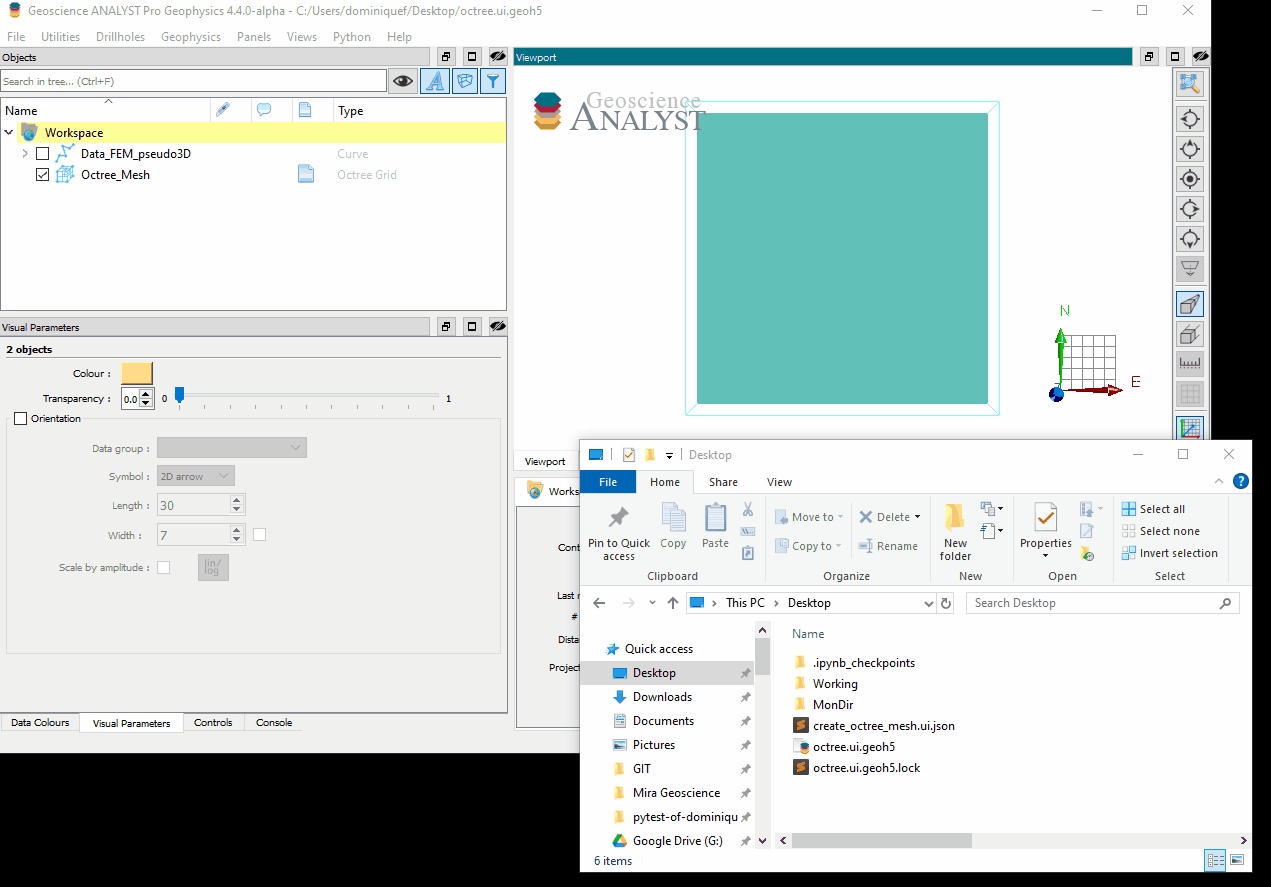 Geoscience ANALYST Pro Geophysics 4.4.0-alpha - C:/Users/dominiquef/Desktop/octree.ui.geoh5
File Utilities Drillholes Geophysics Panels Views Python Help
Objects
Search in tree... (Ctrl+F)
Name Type
Workspace
Data_FEM_pseudo3D Curve
Octree_Mesh Octree Grid
Visual Parameters
2 objects
Colour :
Transparency : 0.0 0 1
Orientation
Data group :
Symbol : 2D arrow
Length : 30
Width : 7
Scale by amplitude : lin/
log
Data Colours Visual Parameters Controls Console
Viewport
Geoscience
ANALYST
N
E
Viewport
Works
Cont
Last r
#
Dista
Project
Desktop
File Home Share View
Pin to Quick
access
Copy
Paste
Clipboard
Move to
Copy to
Delete
Rename
Organize
New
folder
New
Properties
Open
Select all
Select none
Invert selection
Select
This PC Desktop
Search Desktop
Quick access
Desktop
Downloads
Documents
Pictures
GIT
Mira Geoscience
pytest-of-dominiqu
Google Drive (G:)
Name
.ipynb_checkpoints
Working
MonDir
create_octree_mesh.ui.json
octree.ui.geoh5
octree.ui.geoh5.lock
6 items